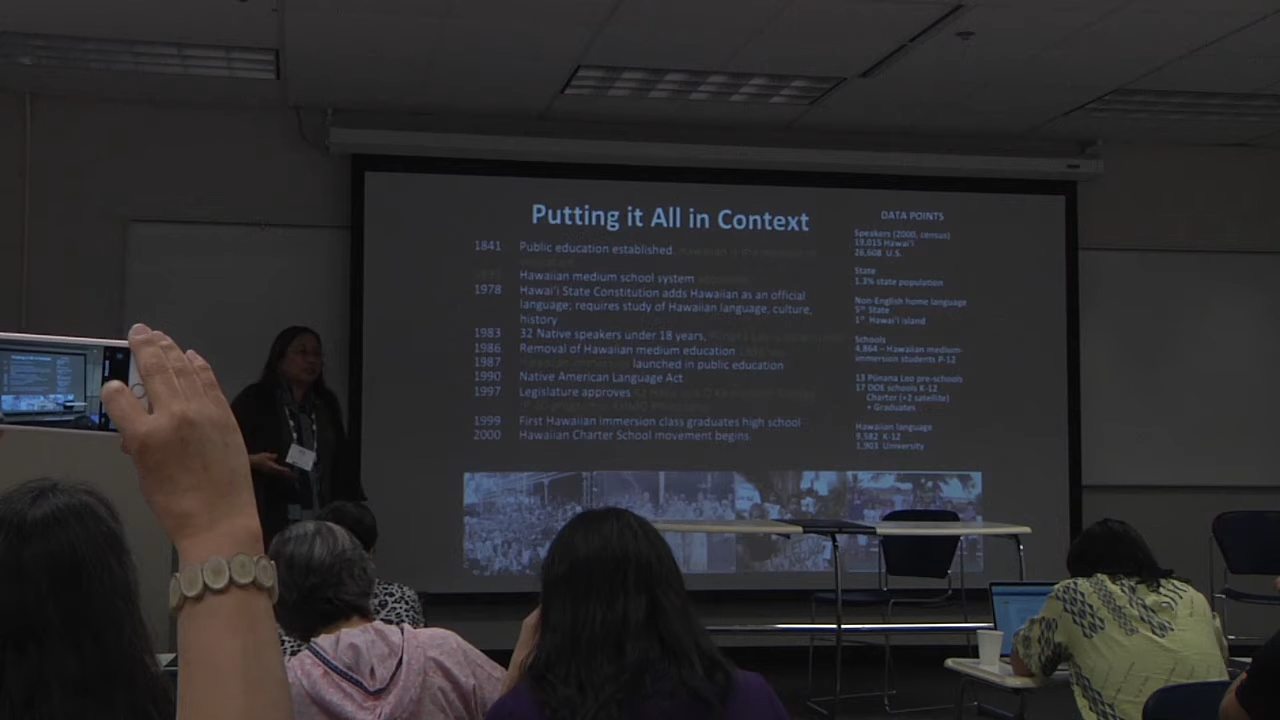 Putting it All in Context
1841 Public education established.
Hawaiian medium school system
1978 Hawai'i State Constitution adds Hawaiian as an official
language; requires study of Hawaiian language, culture,
history
1983 32 Native speakers under 18 years,
1986 Removal of Hawaiian medium education
1987 launched in public education
1990 Native American Language Act
1997 Legislature approves
1999 First Hawaiian immersion class graduates high school
2000 Hawaiian Charter School movement begins
DATA POINTS
Speakers (2000, census)
19,015 Hawai'i
26,608 U.S.
State
1.3% state population
Non-English home language
5th State
1st. Hawai'i island
Schools
4,864 – Hawaiian medium-
immersion students P-12
13 Pūnana Leo pre-schools
17 DOE schools K-12
Charter (+2 satellite)
+ Graduates
Hawaiian language
9,582 K-12
1,903 University